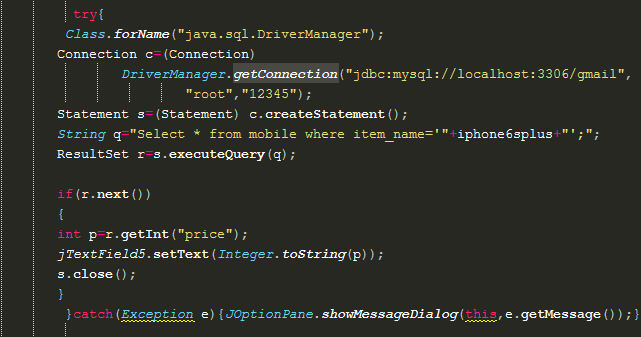 try{
Class.forName("java.sql.DriverManager");
Connection c=(Connection)
DriverManager.getConnection("jdbc:mysql://localhost:3306/gmail",
"root","12345");
Statement s=(Statement) c.createStatement();
String q="Select * from mobile where item_name='"+iphone6splus+"';";
ResultSet r=s.executeQuery(q);
if(r.next())
{
int p=r.getInt("price");
jTextField5.setText(Integer.toString(p));
s.close();
}
}catch(Exception e){JOptionPane.showMessageDialog(this,e.getMessage());}